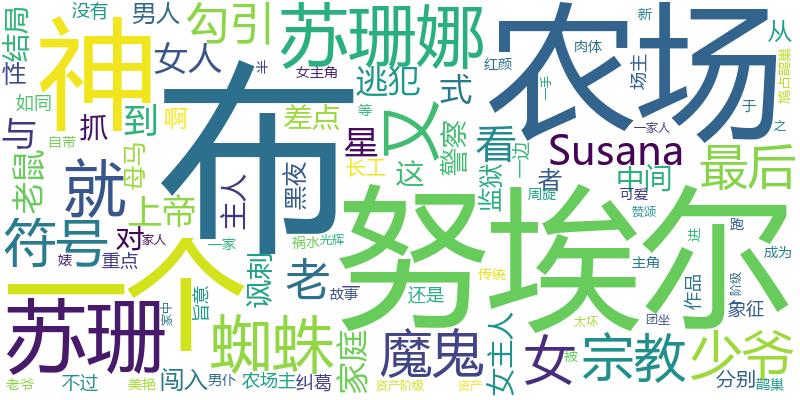 结局
没有
男人
勾引
苏珊娜
农场
红颜
肉体
新
从
性
神
女人
女主角
半
逃犯
式
一手
场主
鸠占鹊巢
如同
布
又
于
与
抓
到
啊
差点
星
警察
看
Susana
一家人
之
自带
老鼠
母马
就
黑夜
这
监狱
一边
中间
最后
上帝
主人
长工
者
周旋
可爱
赞颂
跑
符号
对
家人
一家
祸水
光辉
努埃尔
进
成为
婊
重点
一个
讽刺
老
传统
主角
阶级
家中
旨意
故事
还是
作品
象征
苏珊
蜘蛛
家庭
魔鬼
女主人
女
太坏
被
团坐
宗教
少爷
老爷
不过
美艳
闯入
男仆
农场主
纠葛
资产阶级
资产
等
分别
鹊巢